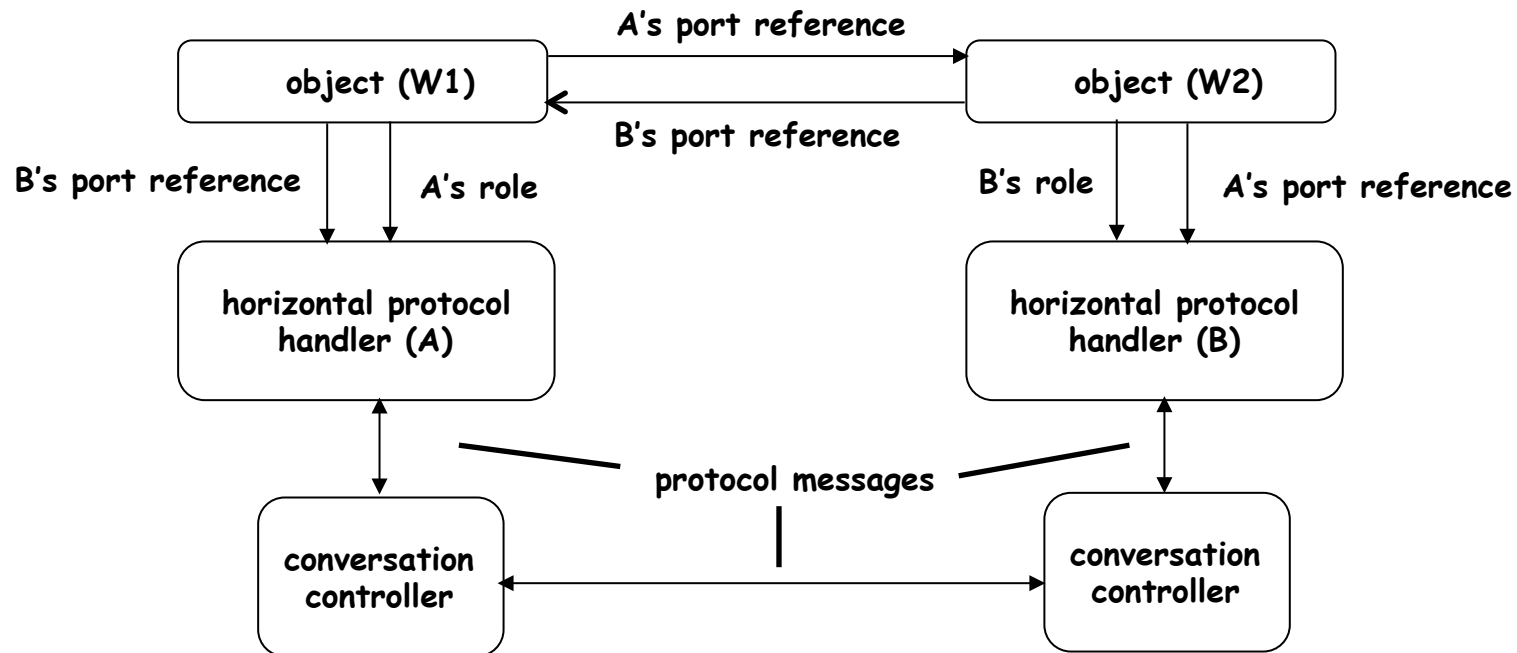 A's port reference
object (W1)
object (W2)
B's port reference
B's port reference
A's role
B's role
A's port reference
horizontal protocol
handler (A)
horizontal protocol
handler (B)
protocol messages
conversation
controller
conversation
controller